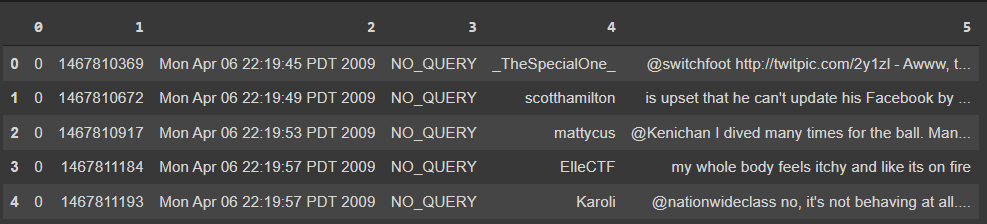 0 1 2 3 4 5
0 0 1467810369 Mon Apr 06 22:19:45 PDT 2009 NO_QUERY _TheSpecialOne_ @switchfoot http://twitpic.com/2y1zl - Awww, t...
1 0 1467810672 Mon Apr 06 22:19:49 PDT 2009 NO_QUERY scotthamilton is upset that he can't update his Facebook by ...
2 0 1467810917 Mon Apr 06 22:19:53 PDT 2009 NO_QUERY mattycus @Kenichan I dived many times for the ball. Man...
3 0 1467811184 Mon Apr 06 22:19:57 PDT 2009 NO_QUERY ElleCTF my whole body feels itchy and like its on fire
4 0 1467811193 Mon Apr 06 22:19:57 PDT 2009 NO_QUERY Karoli @nationwideclass no, it's not behaving at all....